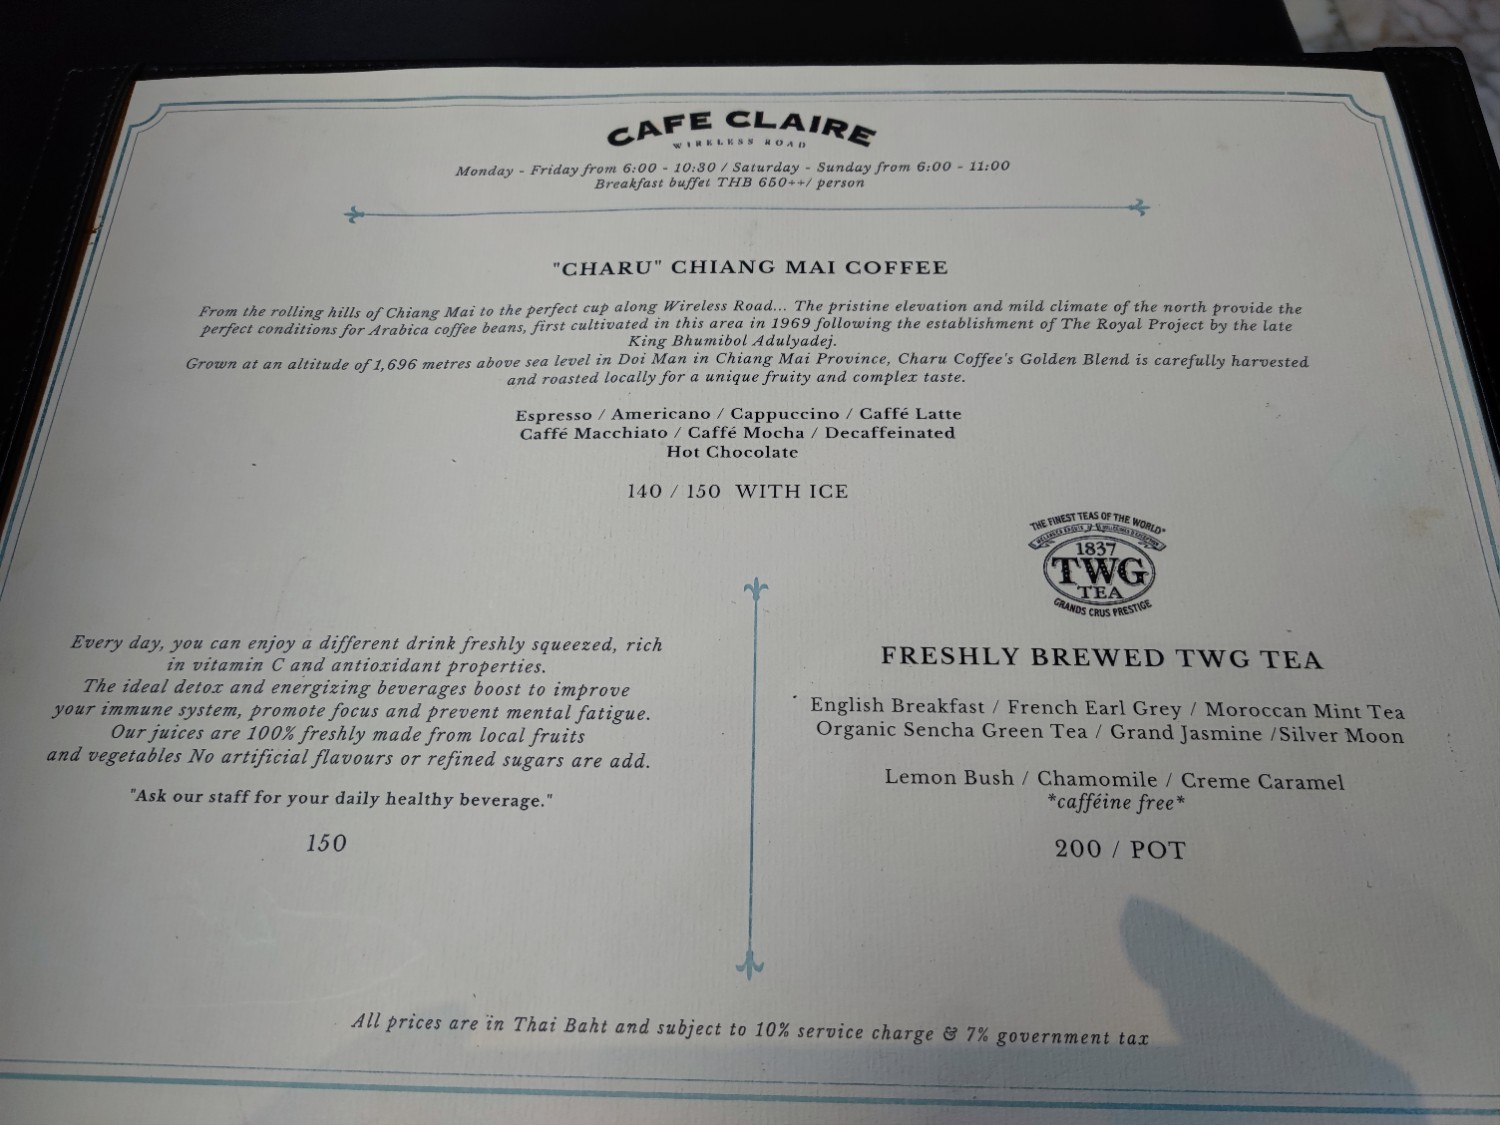 CAFE CLAIRE
WIRELESS ROAD
Monday - Friday from 6:00 - 10:30 / Saturday - Sunday from 6:00 - 11:00
Breakfast buffet THB 650++/ person
"CHARU" CHIANG MAI COFFEE
From the rolling hills of Chiang Mai to the perfect cup along Wireless Road... The pristine elevation and mild climate of the north provide the
perfect conditions for Arabica coffee beans, first cultivated in this area in 1969 following the establishment of The Royal Project by the late
King Bhumibol Adulyadej.
Grown at an altitude of 1,696 metres above sea level in Doi Man in Chiang Mai Province, Charu Coffee's Golden Blend is carefully harvested
and roasted locally for a unique fruity and complex taste.
Espresso / Americano / Cappuccino / Caffé Latte
Caffé Macchiato / Caffé Mocha / Decaffeinated
Hot Chocolate
140 / 150 WITH ICE
Every day, you can enjoy a different drink freshly squeezed, rich
in vitamin C and antioxidant properties.
The ideal detox and energizing beverages boost to improve
your immune system, promote focus and prevent mental fatigue.
Our juices are 100% freshly made from local fruits
and vegetables No artificial flavours or refined sugars are add.
"Ask our staff for your daily healthy beverage."
150
THE FINEST TEAS OF THE WORLD
1837
TWG
TEA
GRANDS CRUS PRESTIGE
FRESHLY BREWED TWG TEA
English Breakfast / French Earl Grey / Moroccan Mint Tea
Organic Sencha Green Tea / Grand Jasmine /Silver Moon
Lemon Bush / Chamomile / Creme Caramel
*cafféine free*
200 / POT
All prices are in Thai Baht and subject to 10% service charge & 7% government tax